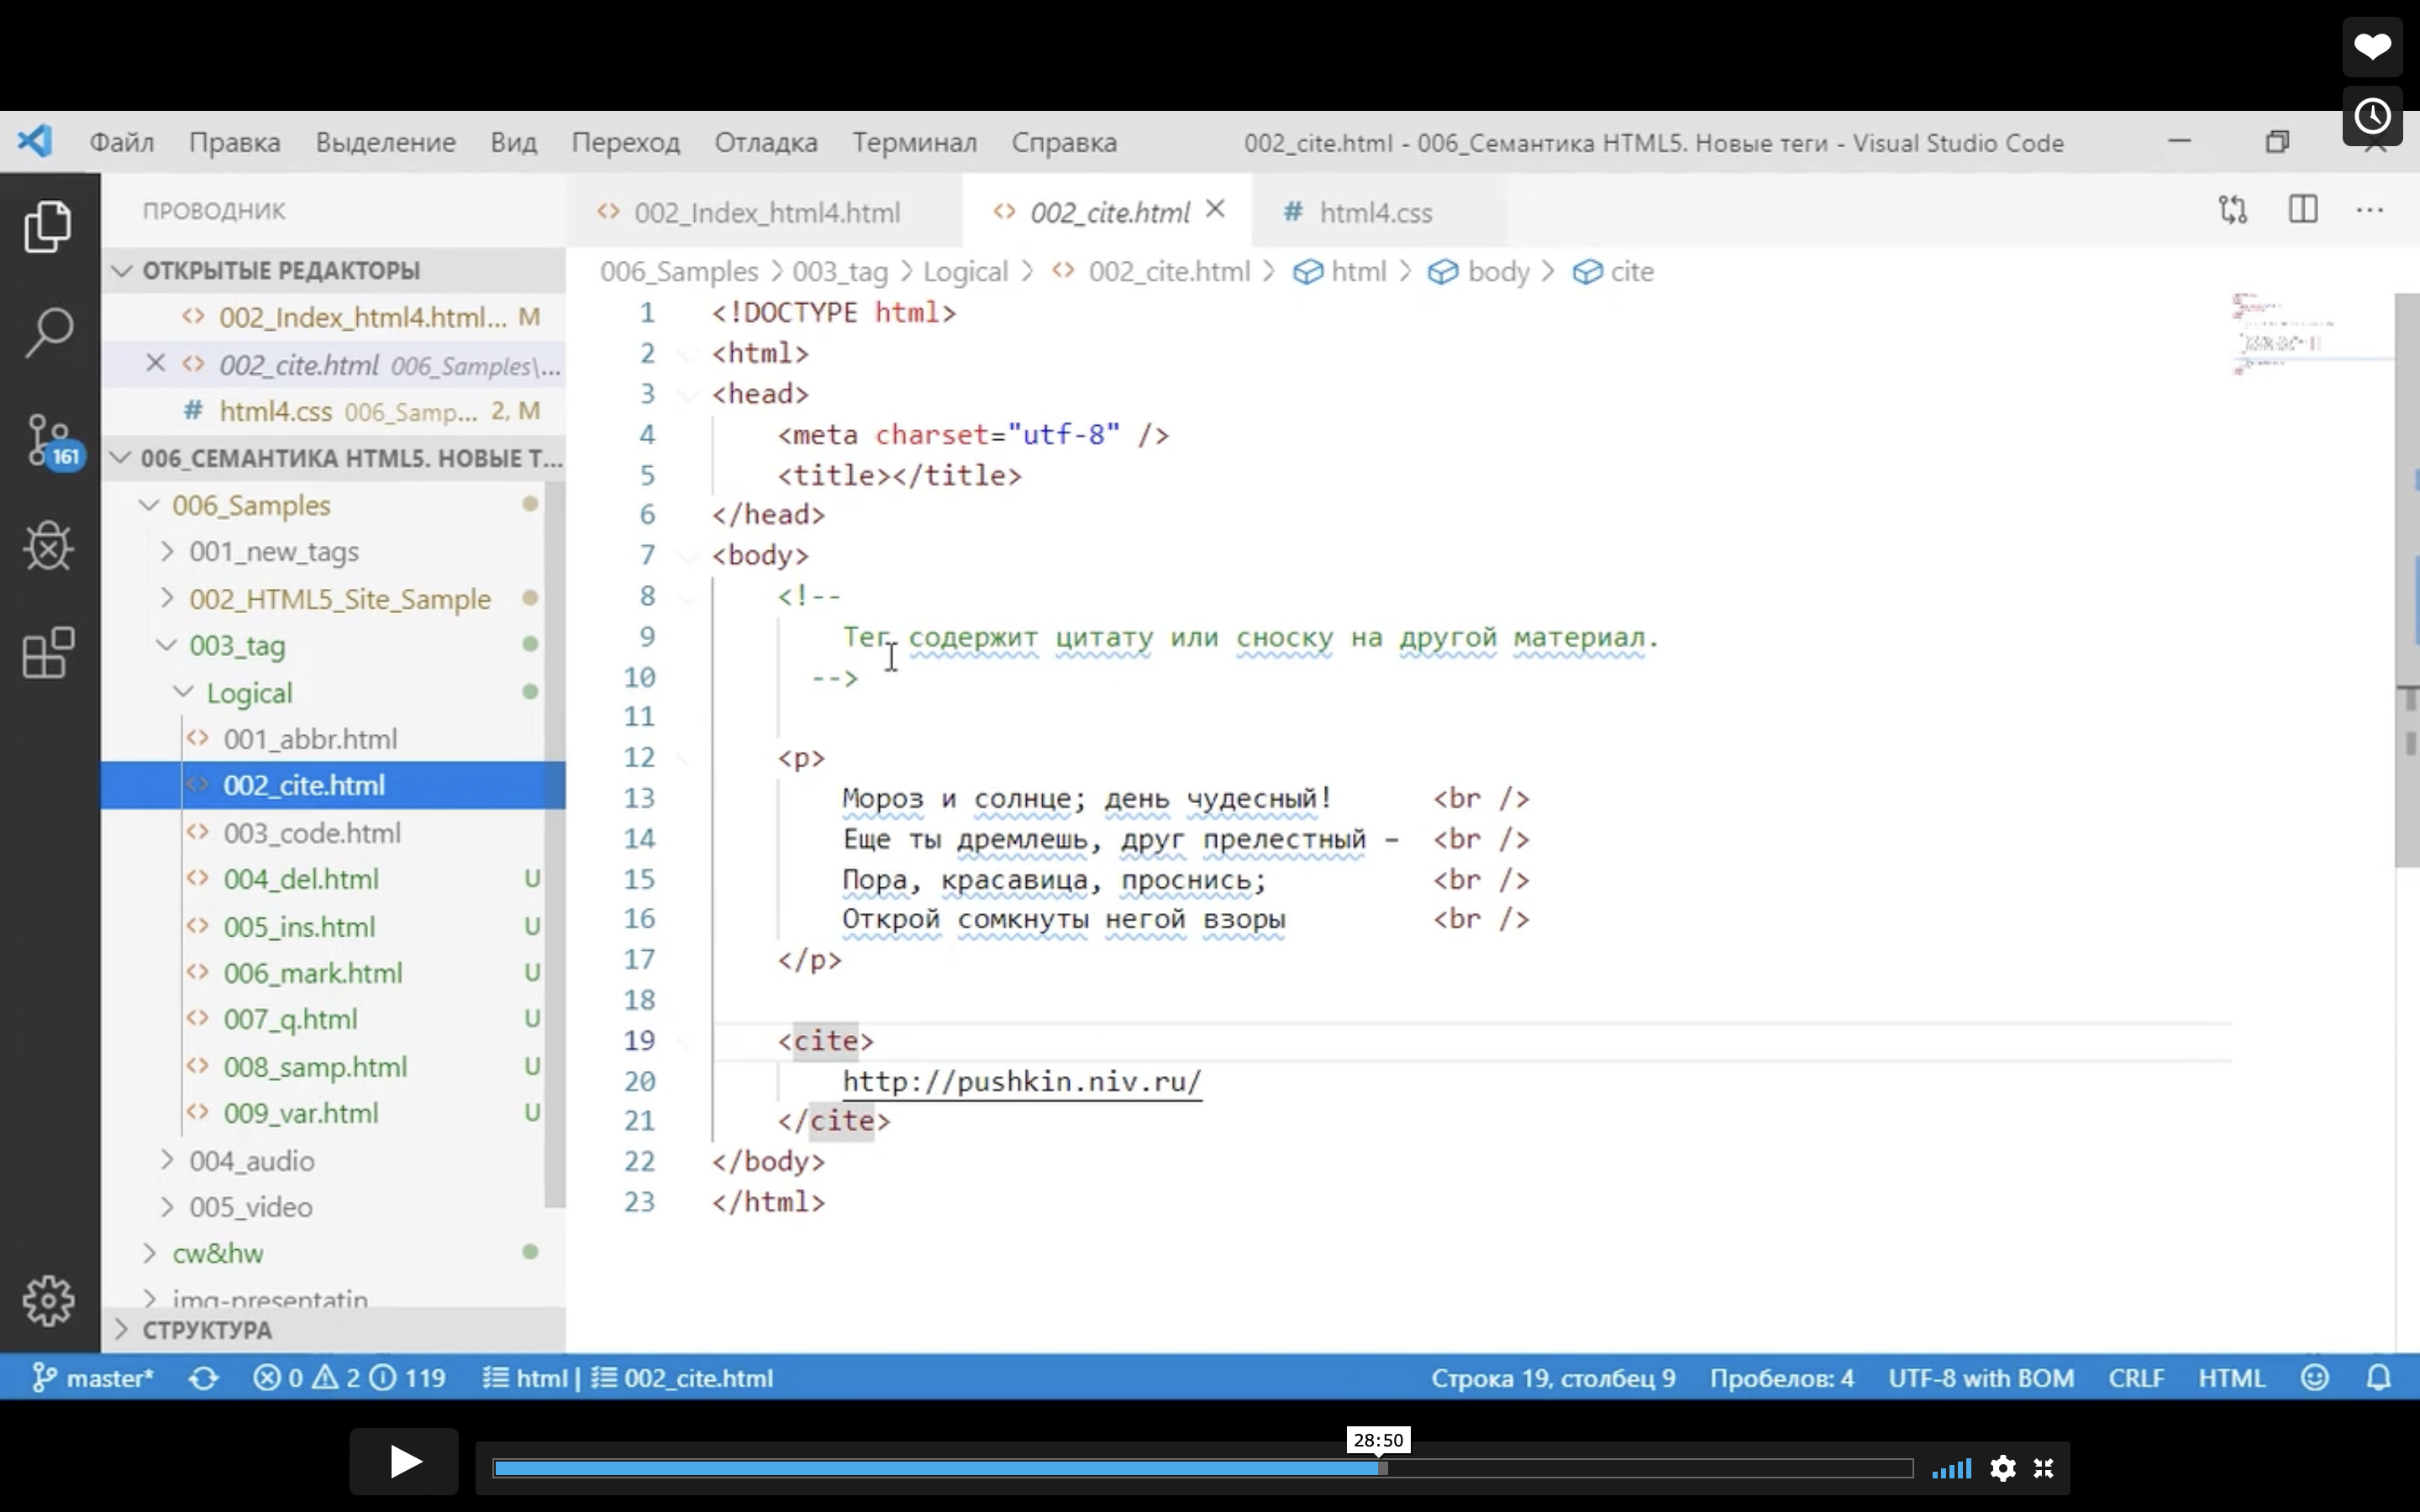 Файл Правка Выделение Вид Переход Отладка Терминал Справка 002_cite.html - 006_Семантика HTML5. Новые теги - Visual Studio Code
ПРОВОДНИК
ОТКРЫТЫЕ РЕДАКТОРЫ
002_Index_html4.html... M
002_cite.html 006_Samples\...
html4.css 006_Samp... 2, M
161
006_СЕМАНТИКА HTML5. НОВЫЕ Т...
006_Samples
001_new_tags
002_HTML5_Site_Sample
003_tag
Logical
001_abbr.html
002_cite.html
003_code.html
004_del.html U
005_ins.html U
006_mark.html U
007_q.html U
008_samp.html U
009_var.html U
004_audio
005_video
cw&hw
img-presentatin
СТРУКТУРА
002_Index_html4.html 002_cite.html # html4.css
006_Samples > 003_tag > Logical > 002_cite.html > html > body > cite
1 <!DOCTYPE html>
2 <html>
3 <head>
4 <meta charset="utf-8" />
5 <title></title>
6 </head>
7 <body>
8 <!--
9 Тег содержит цитату или сноску на другой материал.
10 -->
11
12 <p>
13 Мороз и солнце; день чудесный! <br />
14 Еще ты дремлешь, друг прелестный – <br />
15 Пора, красавица, проснись; <br />
16 Открой сомкнуты негой взоры <br />
17 </p>
18
19 <cite>
20 http://pushkin.niv.ru/
21 </cite>
22 </body>
23 </html>
master* 0 2 119 html | 002_cite.html Строка 19, столбец 9 Пробелов: 4 UTF-8 with BOM CRLF HTML
28:50